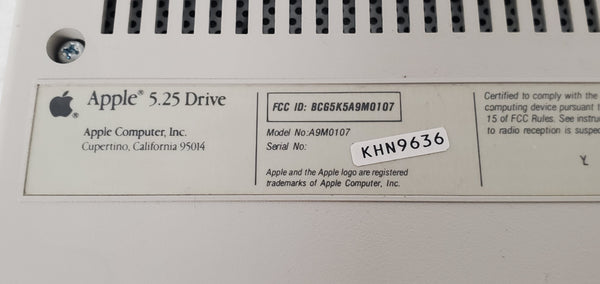 Apple® 5.25 Drive
Apple Computer, Inc.
Cupertino, California 95014
FCC ID: BCG5K5A9M0107
Model No:A9M0107
Serial No:
KHN9636
Apple and the Apple logo are registered
trademarks of Apple Computer, Inc.
Certified to comply with the
computing device pursuant
15 of FCC Rules. See instru
to radio reception is suspe
Y